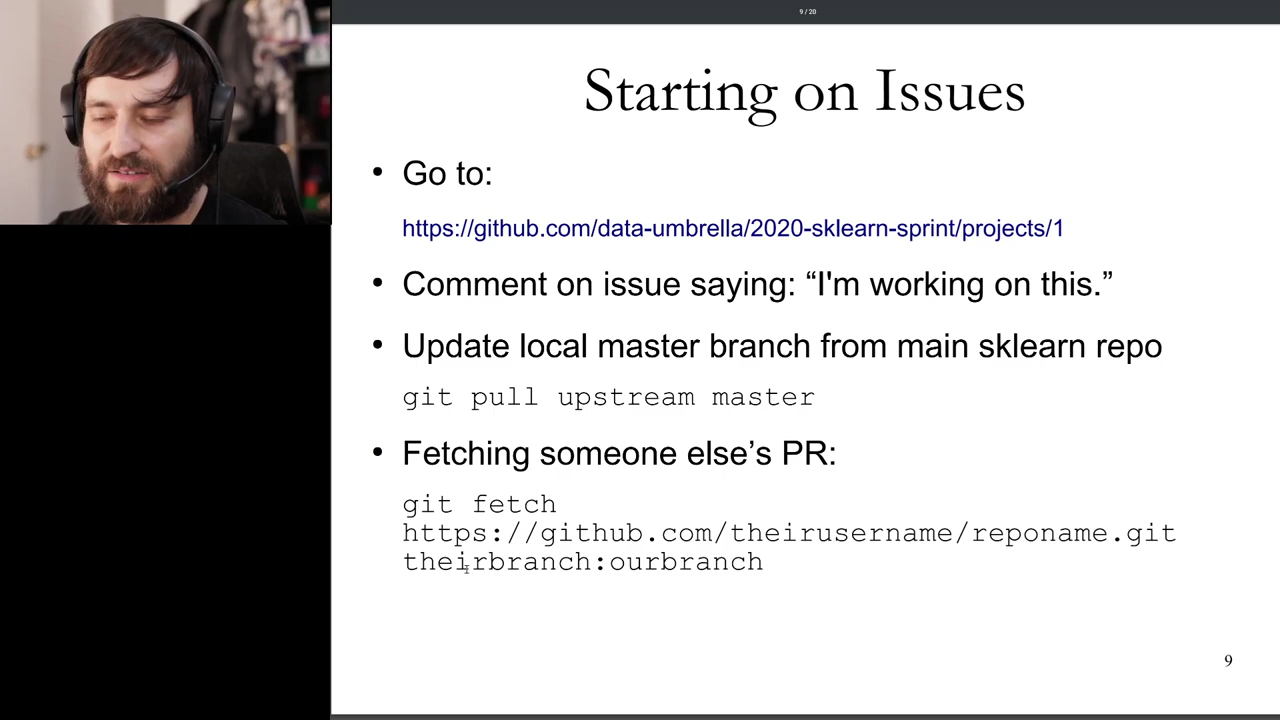 9 / 20
Starting on Issues
• Go to:
https://github.com/data-umbrella/2020-sklearn-sprint/projects/1
• Comment on issue saying: “I'm working on this.”
• Update local master branch from main sklearn repo
git pull upstream master
• Fetching someone else’s PR:
git fetch
https://github.com/theirusername/reponame.git
theirbranch:ourbranch
9